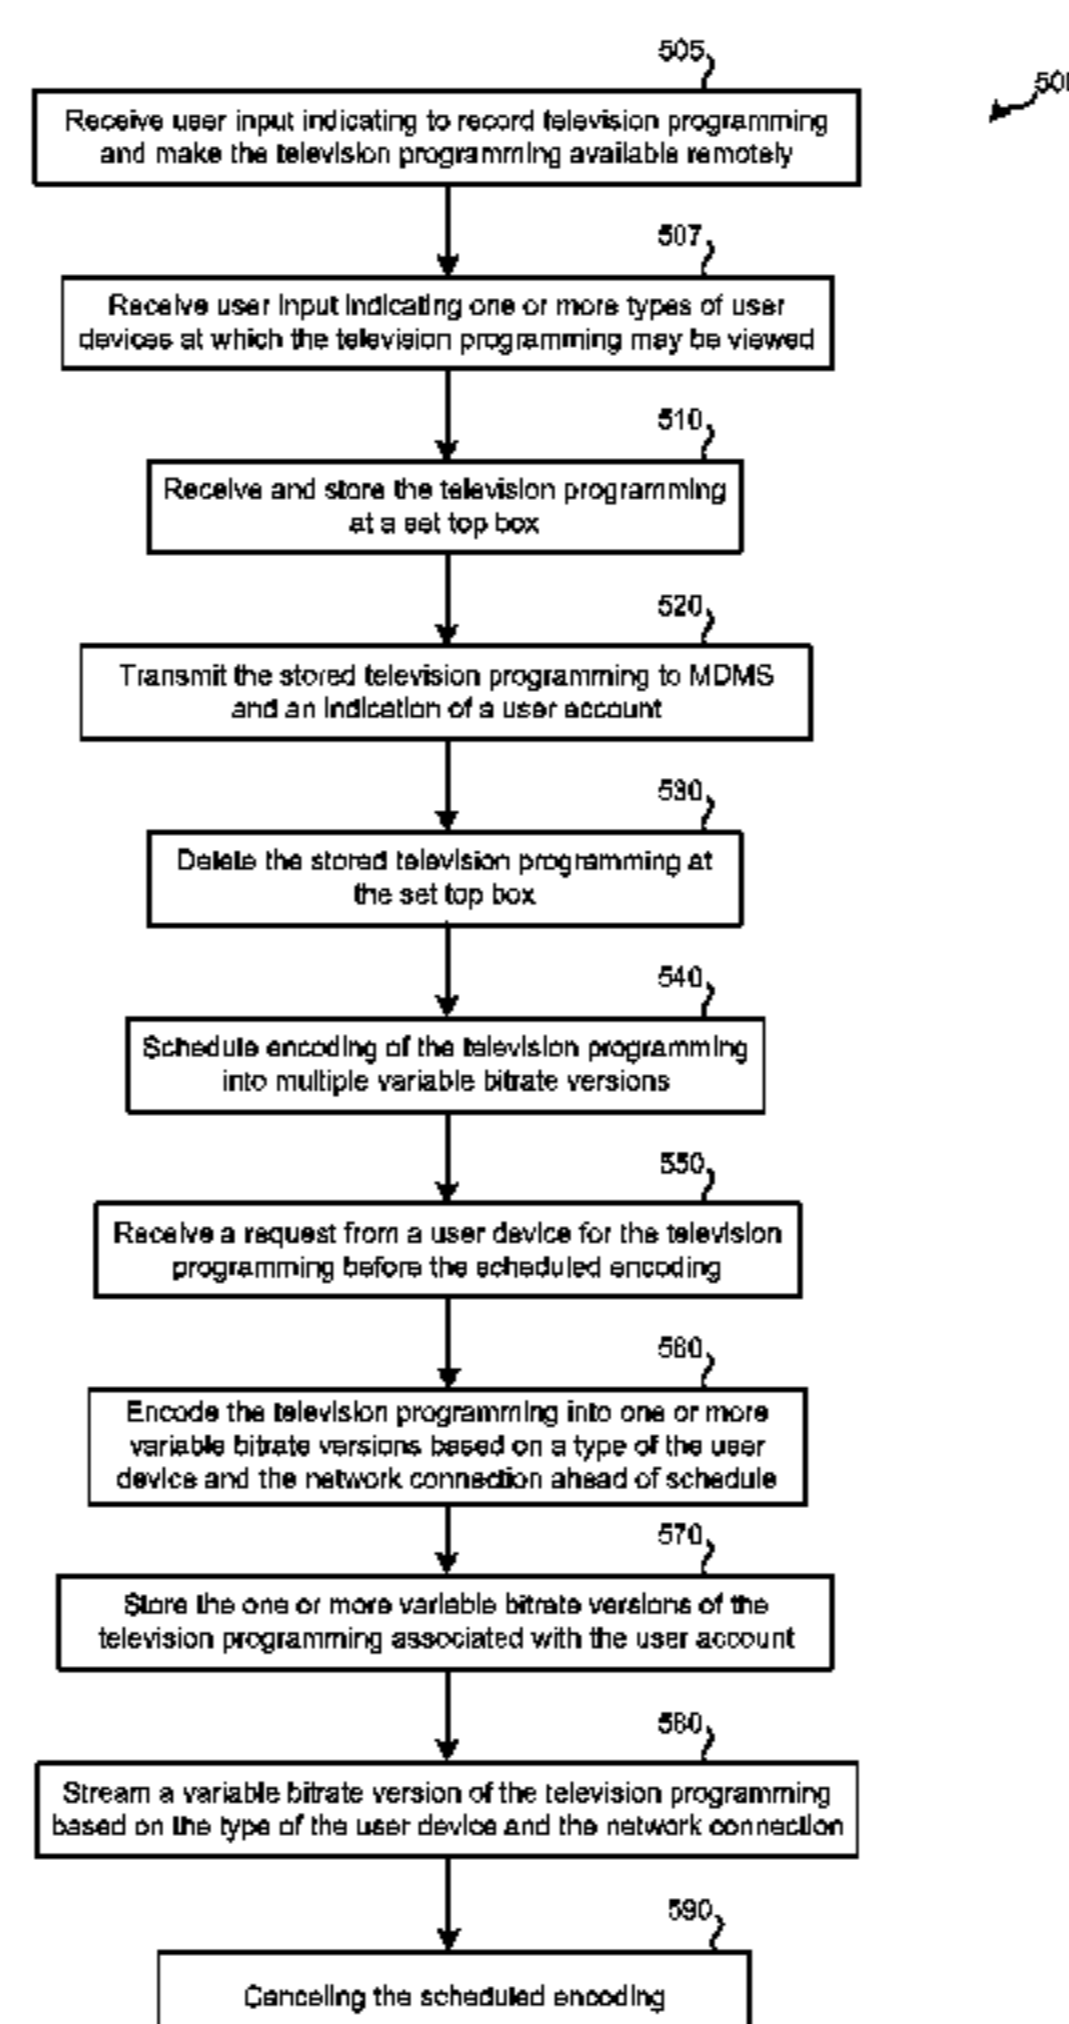 505
Receive user input indicating to record television programming
and make the television programming available remotely
507
Receive user input indicating one or more types of user
devices at which the television programming may be viewed
510
Receive and store the television programming
at a set top box
520
Transmit the stored television programming to MDMS
and an indication of a user account
530
Delete the stored television programming at
the set top box
540
Schedule encoding of the television programming
into multiple variable bitrate versions
550
Receive a request from a user device for the television
programming before the scheduled encoding
560
Encode the television programming into one or more
variable bitrate versions based on a type of the user
device and the network connection ahead of schedule
570
Store the one or more variable bitrate versions of the
television programming associated with the user account
580
Stream a variable bitrate version of the television programming
based on the type of the user device and the network connection
590
Canceling the scheduled encoding